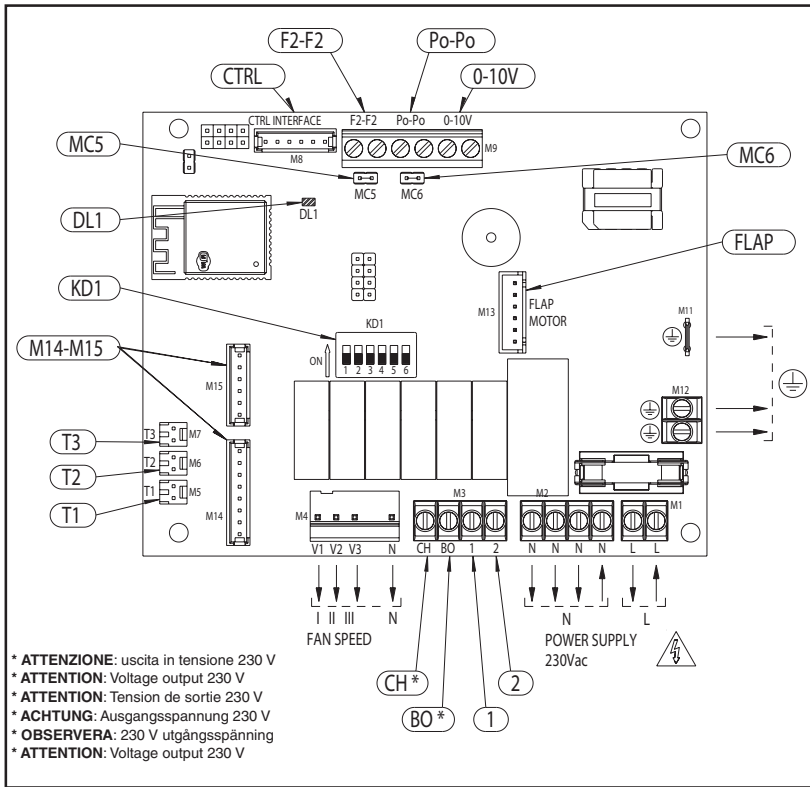 F2-F2
Po-Po
CTRL
0-10V
CTRL INTERFACE
F2-F2 Po-Po 0-10V
M8
M9
MC5
MC6
MC5 MC6
DL1
DL1
FLAP
KD1
KD1
M13
FLAP
MOTOR
M11
M14-M15
ON
1 2 3 4 5 6
M15
M12
T3
T3 M7
T2
T2 M6
T1
T1 M5
M14
M4
M3
M2
M1
V1 V2 V3 N
CH BO 1 2
N N N N
L L
I II III N
FAN SPEED
N
L
POWER SUPPLY
230Vac
CH *
2
BO *
1
* ATTENZIONE: uscita in tensione 230 V
* ATTENTION: Voltage output 230 V
* ATTENTION: Tension de sortie 230 V
* ACHTUNG: Ausgangsspannung 230 V
* OBSERVERA: 230 V utgångsspänning
* ATTENTION: Voltage output 230 V